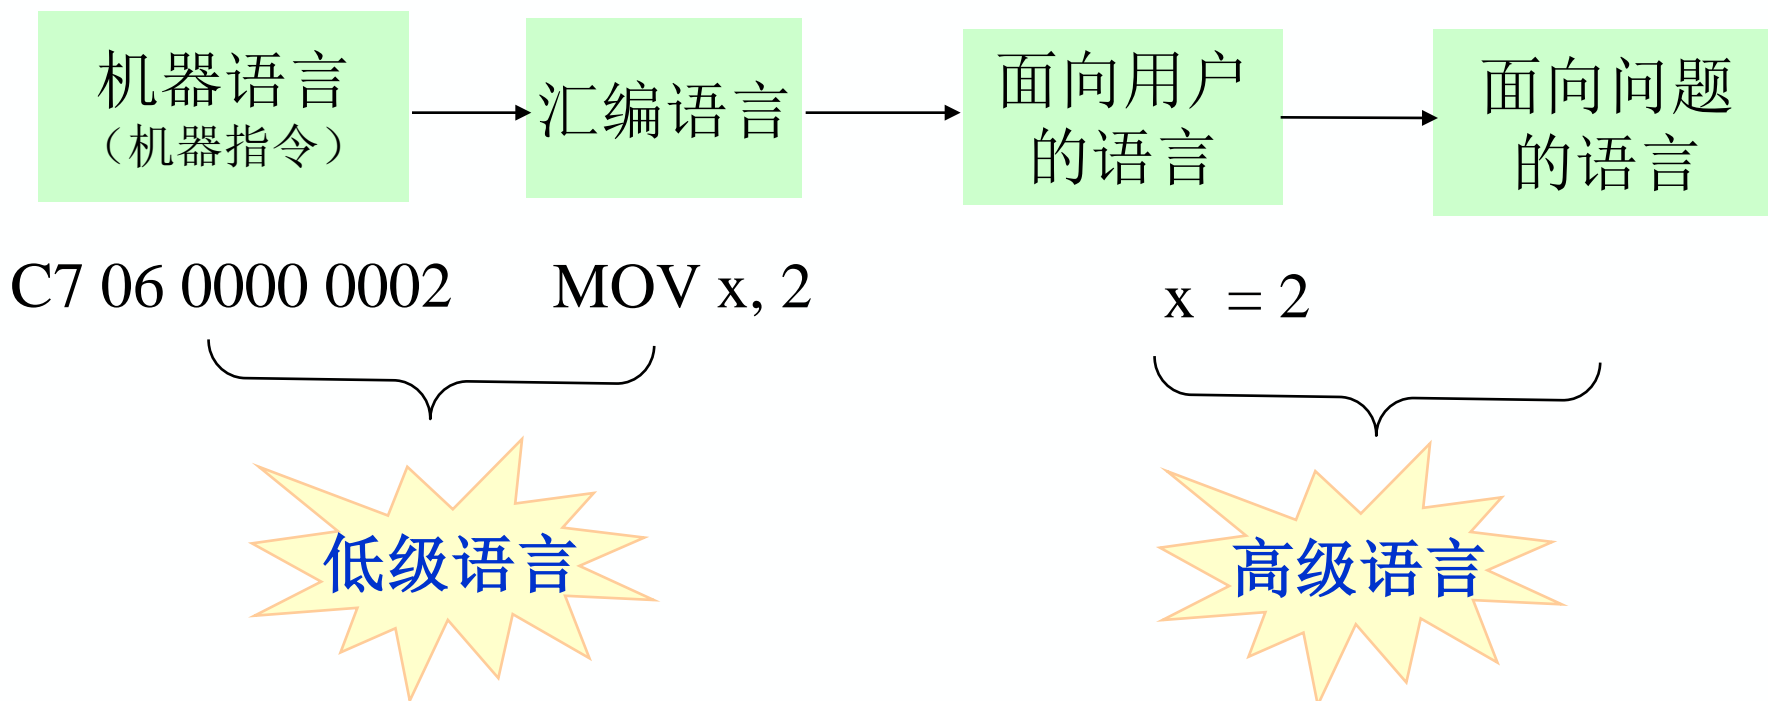 机器语言
（机器指令）
汇编语言
面向用户
的语言
面向问题
的语言
C7 06 0000 0002
MOV x, 2
x = 2
低级语言
高级语言